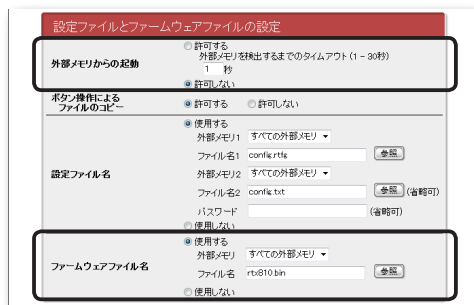 設定ファイルとファームウェアファイルの設定
外部メモリからの起動
許可する
外部メモリを検出するまでのタイムアウト(1 - 30秒)
1 秒
許可しない
ボタン操作による
ファイルのコピー
許可する 許可しない
設定ファイル名
使用する
外部メモリ1 すべての外部メモリ
ファイル名1 config.rtfg 参照
外部メモリ2 すべての外部メモリ
ファイル名2 config.txt 参照 (省略可)
パスワード (省略可)
使用しない
ファームウェアファイル名
使用する
外部メモリ すべての外部メモリ
ファイル名 rtx810.bin 参照
使用しない